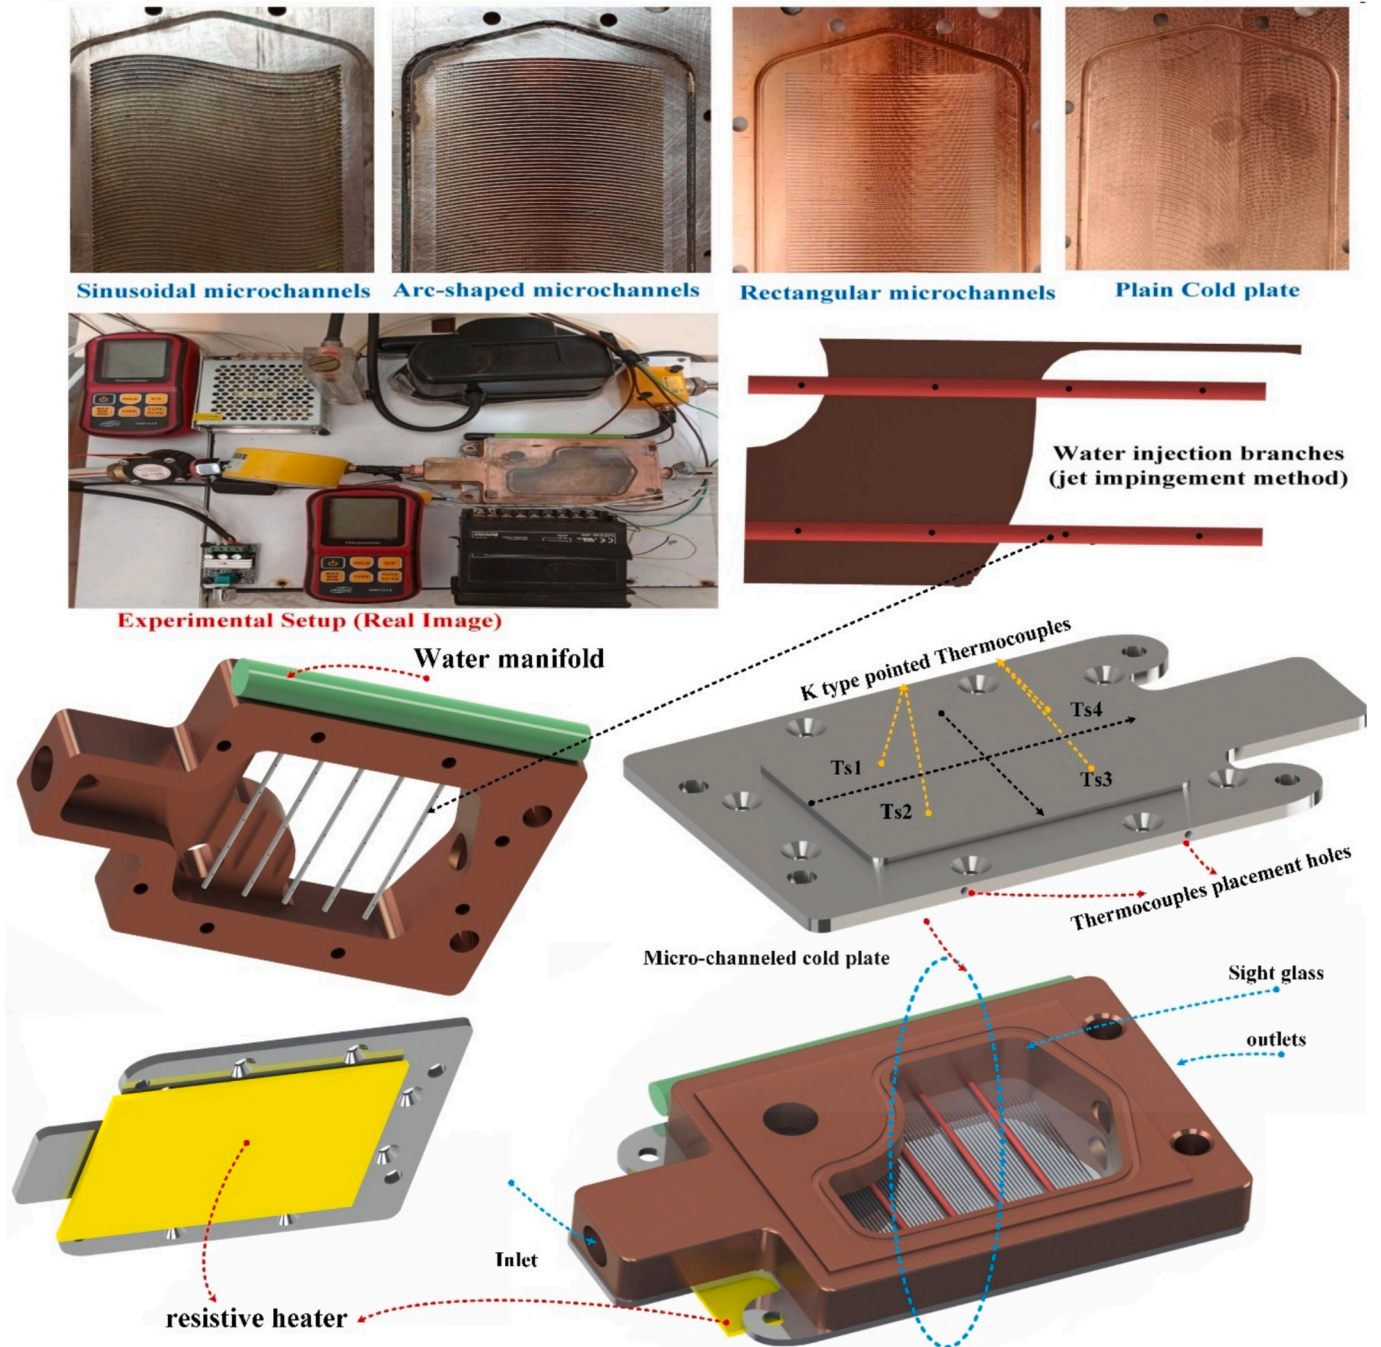 Sinusoidal microchannels
Arc-shaped microchannels
Rectangular microchannels
Plain Cold plate
Water injection branches
(jet impingement method)
Experimental Setup (Real Image)
Water manifold
K type pointed Thermocouples
Ts1
Ts2
Ts3
Ts4
Thermocouples placement holes
Micro-channeled cold plate
Sight glass
outlets
Inlet
resistive heater